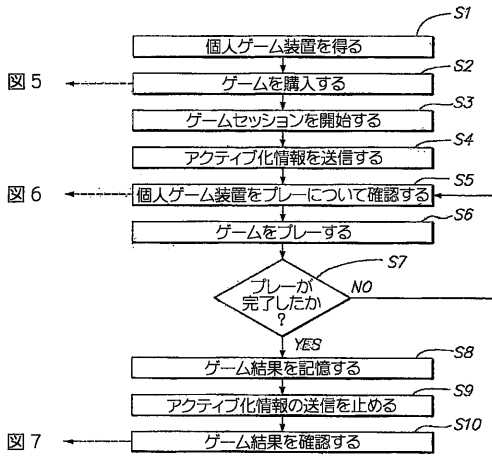 S1
個人ゲーム装置を得る
S2
図5
ゲームを購入する
S3
ゲームセッションを開始する
S4
アクティブ化情報を送信する
S5
図6
個人ゲーム装置をプレーについて確認する
S6
ゲームをプレーする
S7
プレーが
完了したか
?
NO
YES
S8
ゲーム結果を記憶する
S9
アクティブ化情報の送信を止める
S10
図7
ゲーム結果を確認する